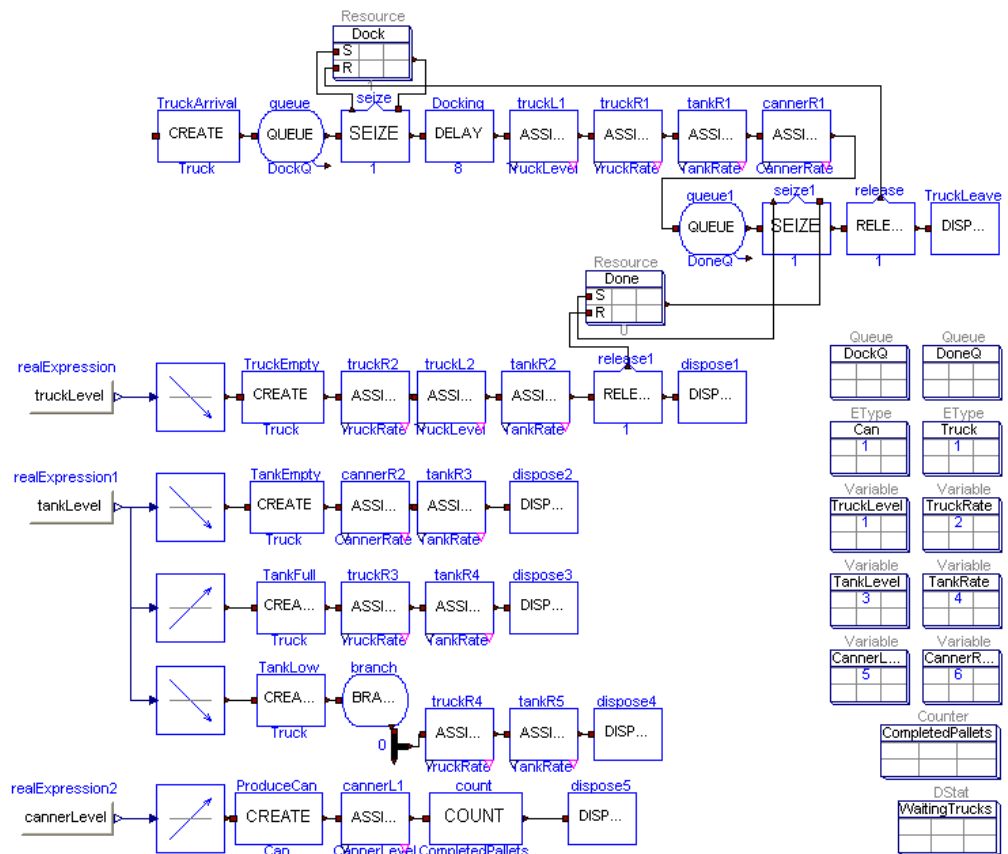 Resource
Dock
S
R
1
TruckArrival queue seize Docking truckL1 truckR1 tankR1 cannerR1
CREATE QUEUE SEIZE DELAY ASSI... ASSI... ASSI... ASSI...
Truck DockQ 1 8 TruckLevel TruckRate TankRate CannerRate
queue1 seize1 release TruckLeave
QUEUE SEIZE RELE... DISP...
DoneQ 1 1
Resource
Done
S
R
realExpression
truckLevel
TruckEmpty truckR2 truckL2 tankR2 release1 dispose1
CREATE ASSI... ASSI... ASSI... RELE... DISP...
Truck TruckRate TruckLevel TankRate 1
realExpression1
tankLevel
TankEmpty cannerR2 tankR3 dispose2
CREATE ASSI... ASSI... DISP...
Truck CannerRate TankRate
TankFull truckR3 tankR4 dispose3
CREA... ASSI... ASSI... DISP...
Truck TruckRate TankRate
TankLow branch
CREA... BRA...
Truck
0
truckR4 tankR5 dispose4
ASSI... ASSI... DISP...
TruckRate TankRate
realExpression2
cannerLevel
ProduceCan cannerL1 count dispose5
CREATE ASSI... COUNT DISP...
Can CannerLevel CompletedPallets
Queue Queue
DockQ DoneQ
EType EType
Can Truck
1 1
Variable Variable
TruckLevel TruckRate
1 2
Variable Variable
TankLevel TankRate
3 4
Variable Variable
CannerL... CannerR...
5 6
Counter
CompletedPallets
DStat
WaitingTrucks